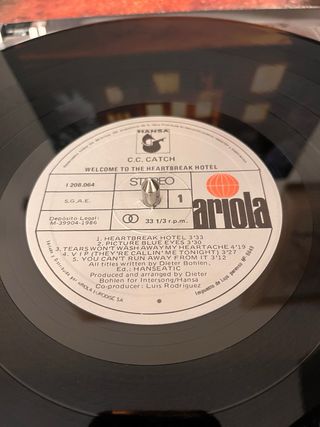 HANSA
C.C. CATCH
WELCOME TO THE HEARTBREAK HOTEL
I 208.064
STEREO
S.G.A.E.
1
Depósito Legal:
M-39904-1986
33 1/3 r.p.m.
ariola
1. HEARTBREAK HOTEL 3'33
2. PICTURE BLUE EYES 3'30
3. TEARS WON'T WASH AWAY MY HEARTACHE 4'19
4. V I P (THEY'RE CALLIN' ME TONIGHT) 3'27
5. YOU CAN'T RUN AWAY FROM IT 3'12
All titles written by Dieter Bohlen.
Ed.: HANSEATIC
Produced and arranged by Dieter
Bohlen for Intersong/Hansa
Co-producer: Luis Rodríguez